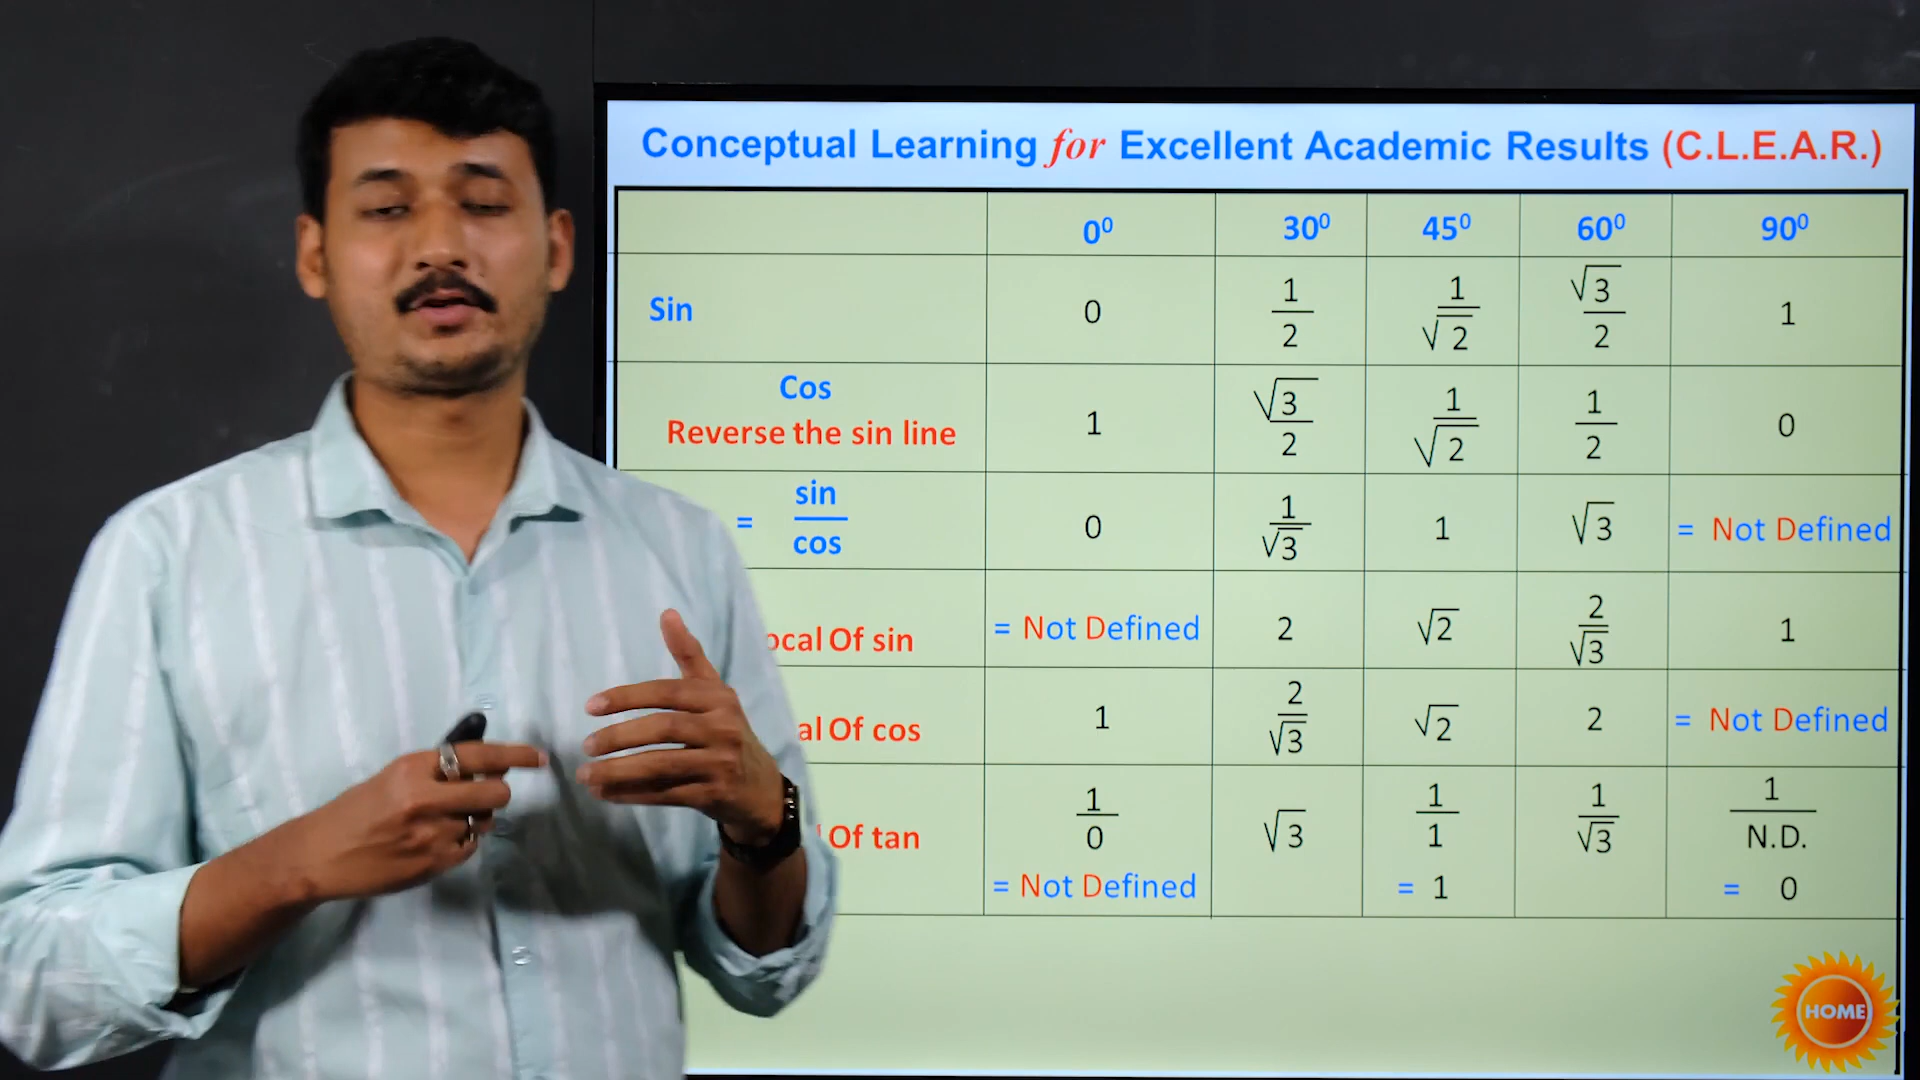 Conceptual Learning for Excellent Academic Results (C.L.E.A.R.)
0⁰ 30⁰ 45⁰ 60⁰ 90⁰
Sin 0 1/2 1/√2 √3/2 1
Cos
Reverse the sin line 1 √3/2 1/√2 1/2 0
= sin/cos 0 1/√3 1 √3 = Not Defined
Of sin = Not Defined 2 √2 2/√3 1
Of cos 1 2/√3 √2 2 = Not Defined
Of tan 1/0 √3 1/1 1/√3 1/N.D.
= Not Defined = 1 = 0
HOME